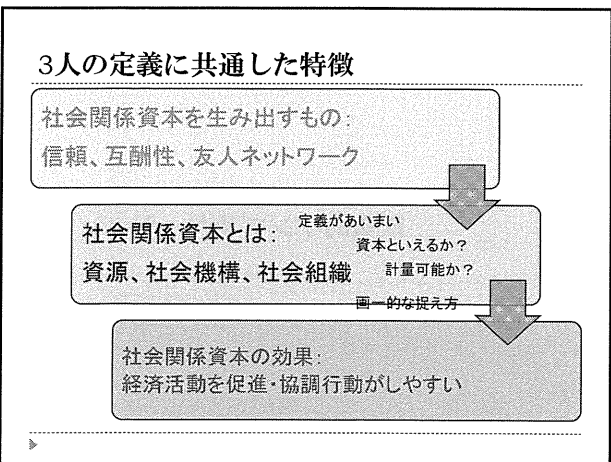 3人の定義に共通した特徴
社会関係資本を生み出すもの:
信頼、互酬性、友人ネットワーク
定義があいまい
社会関係資本とは:
資本といえるか？
資源、社会機構、社会組織
計量可能か？
画一的な捉え方
社会関係資本の効果:
経済活動を促進・協調行動がしやすい